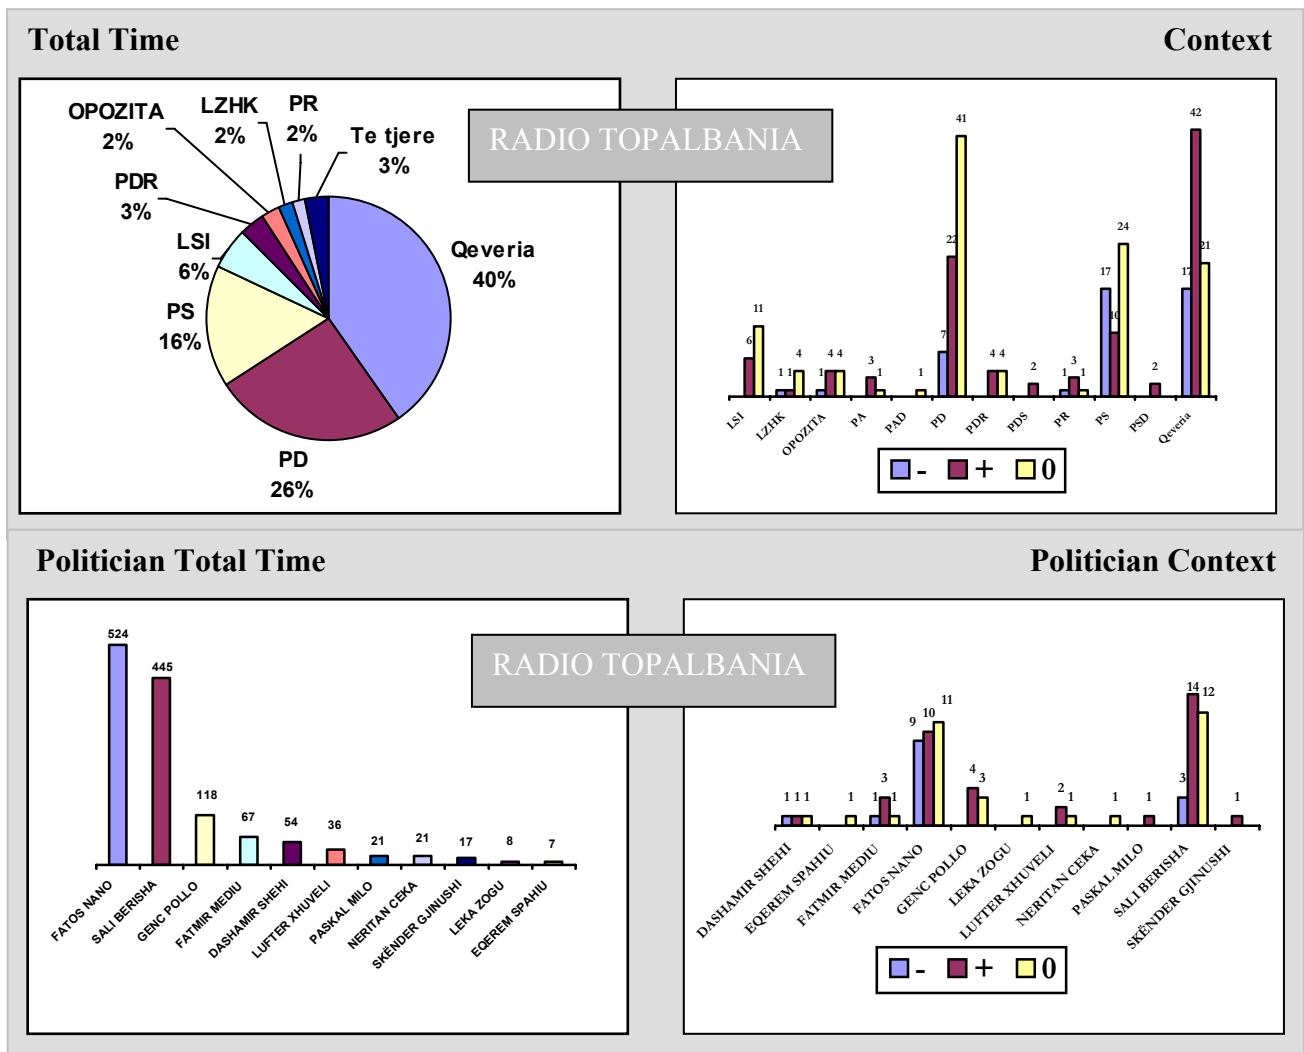 Total Time
Context
RADIO TOPALBANIA
OPOZITA
2%
LZHK
2%
PR
2%
Te tjere
3%
PDR
3%
LSI
6%
PS
16%
Qeveria
40%
PD
26%
6 11
1 1 4
1 4 4
3 1
1
7 22 41
4 4
2
1 3 1
17 10 24
2
17 42 21
LSI
LZHK
OPOZITA
PA
PAD
PD
PDR
PDS
PR
PS
PSD
Qeveria
- + 0
Politician Total Time
Politician Context
RADIO TOPALBANIA
524
445
118
67
54
36
21
21
17
8
7
FATOS NANO
SALI BERISHA
GENC POLLO
FATMIR MEDIU
DASHAMIR SHEHI
LUFTER XHUVELI
PASKAL MILO
NERITAN CEKA
SKËNDER GJINUSHI
LEKA ZOGU
EQEREM SPAHIU
1 1 1
1
1 3 1
9 10 11
4 3
1
2 1
1
1
3 14 12
1
DASHAMIR SHEHI
EQEREM SPAHIU
FATMIR MEDIU
FATOS NANO
GENC POLLO
LEKA ZOGU
LUFTER XHUVELI
NERITAN CEKA
PASKAL MILO
SALI BERISHA
SKËNDER GJINUSHI
- + 0